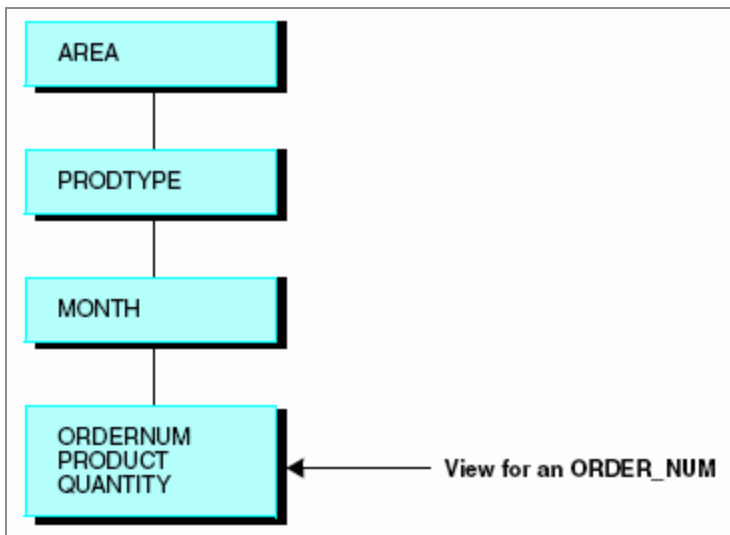 AREA
PRODTYPE
MONTH
ORDERNUM
PRODUCT
QUANTITY
View for an ORDER_NUM